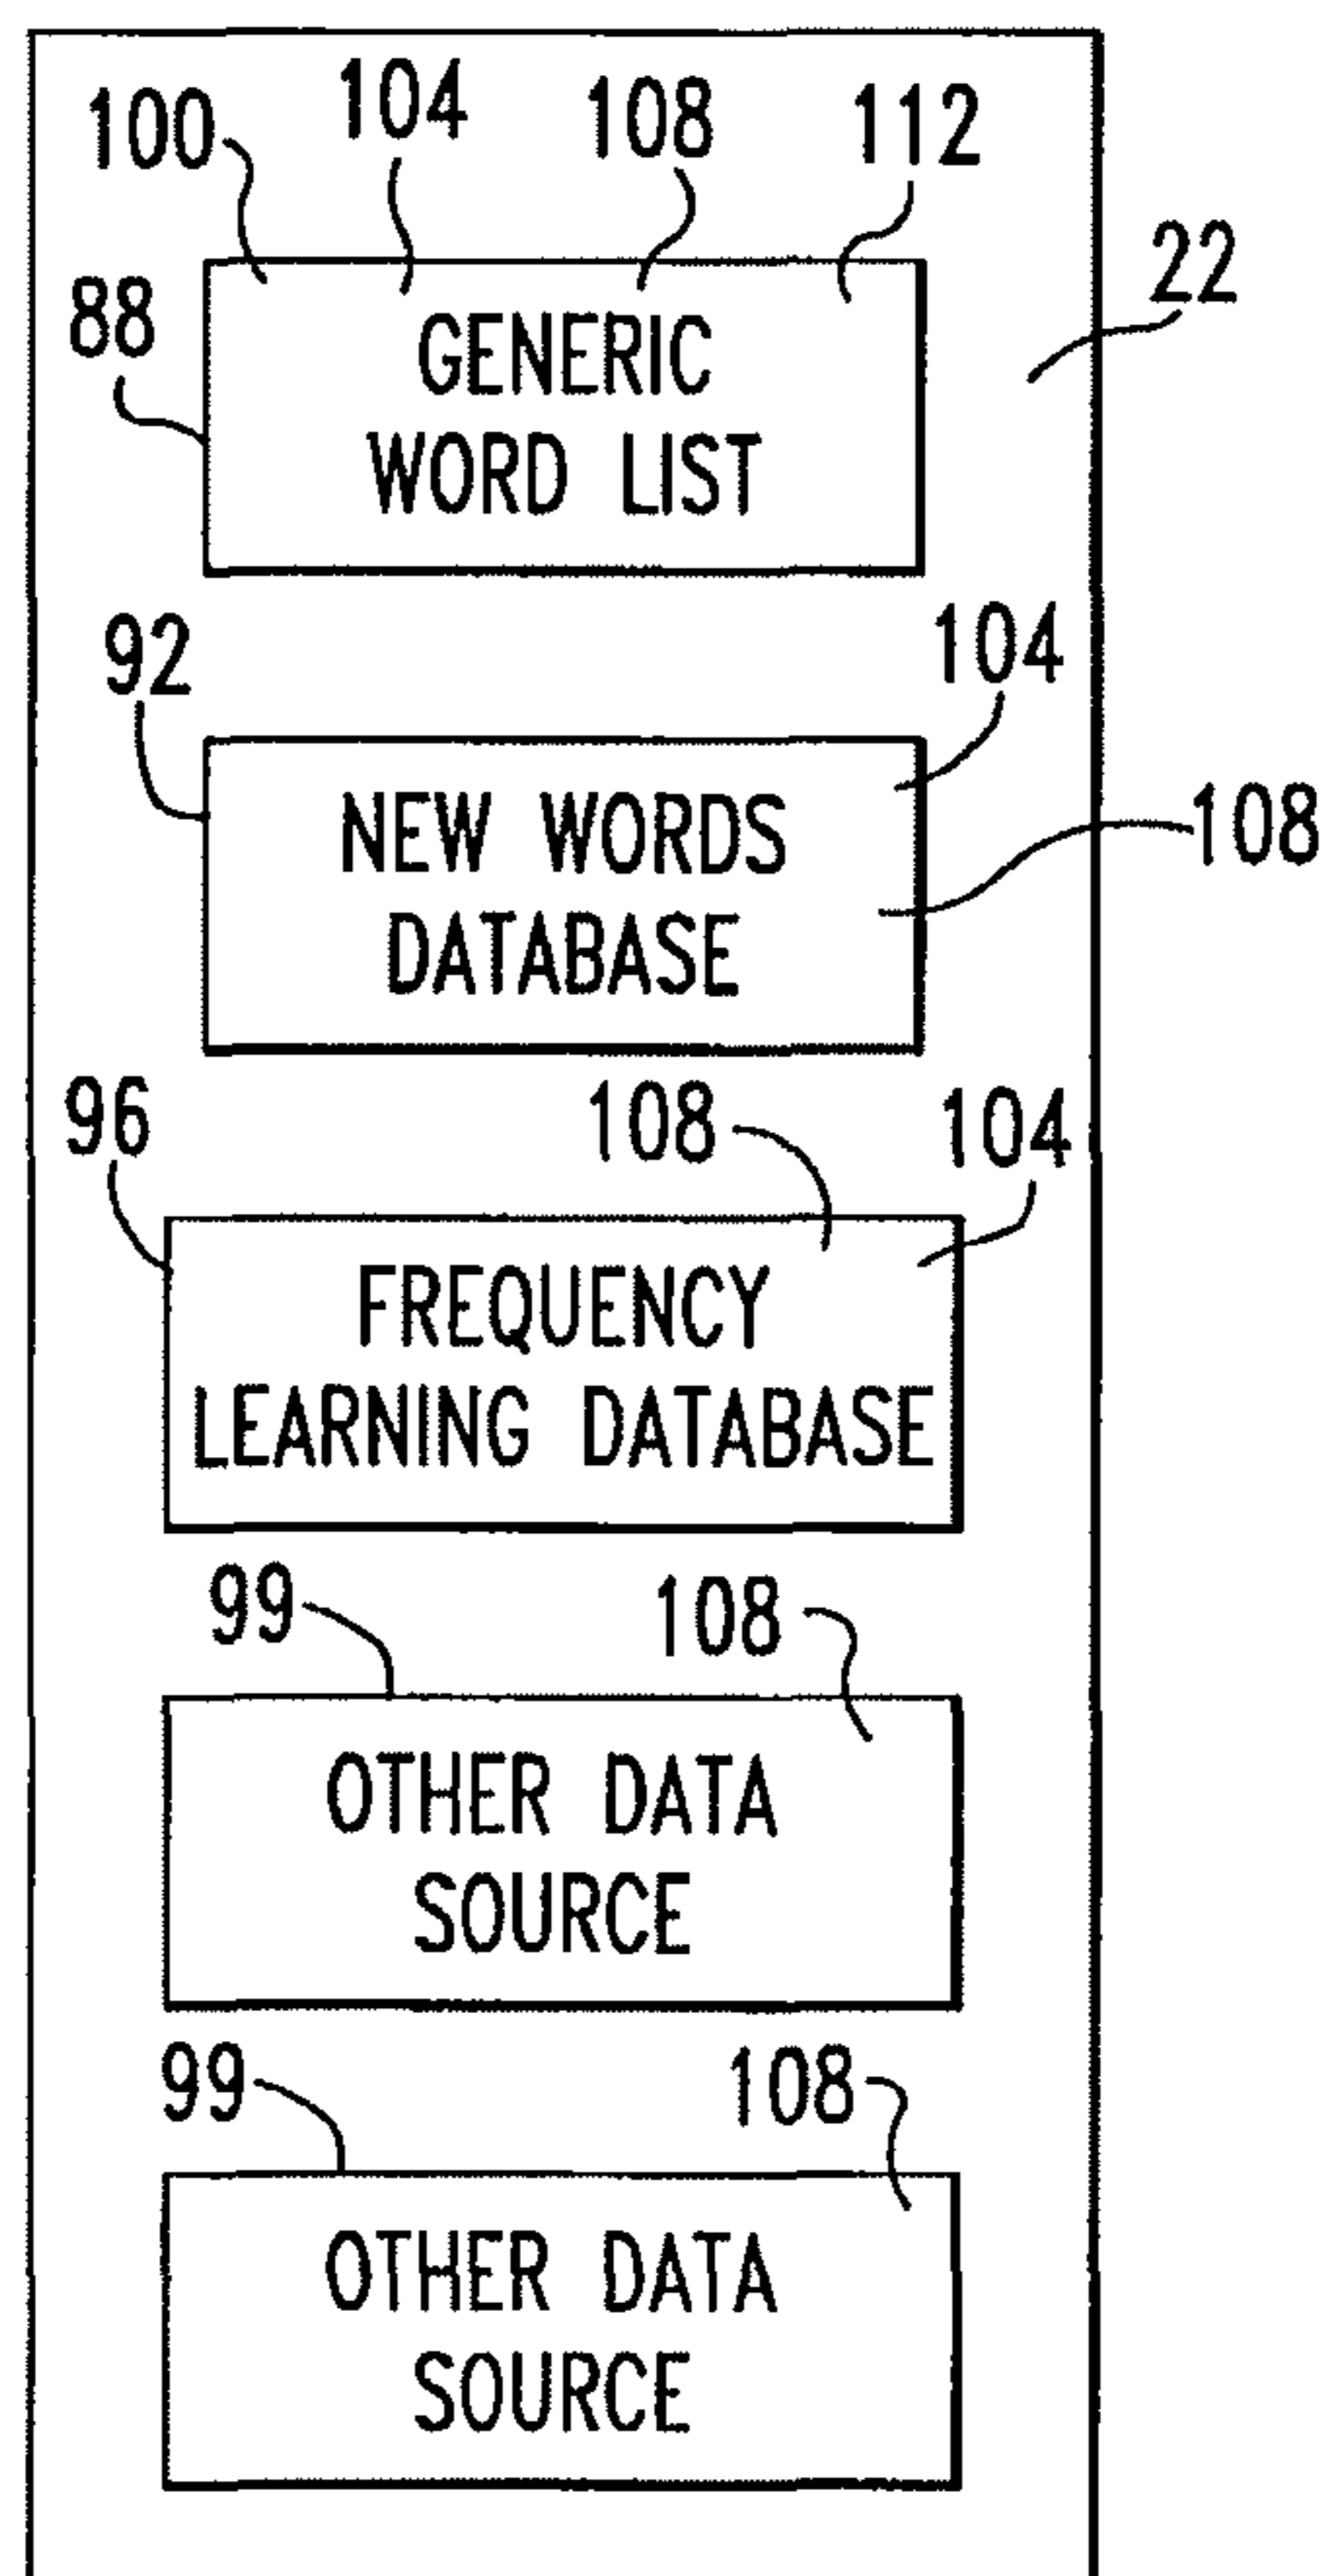 100 104 108 112
22
88
GENERIC
WORD LIST
92 104
NEW WORDS
108
DATABASE
96 108 104
FREQUENCY
LEARNING DATABASE
99 108
OTHER DATA
SOURCE
99 108
OTHER DATA
SOURCE